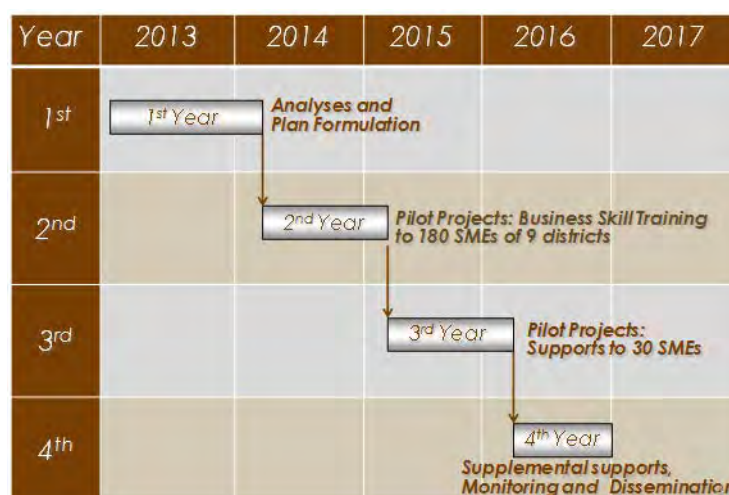 Year 2013 2014 2015 2016 2017
1st
1st Year
Analyses and
Plan Formulation
2nd
2nd Year
Pilot Projects: Business Skill Training
to 180 SMEs of 9 districts
3rd
3rd Year
Pilot Projects:
Supports to 30 SMEs
4th
4th Year
Supplemental supports,
Monitoring and Dissemination